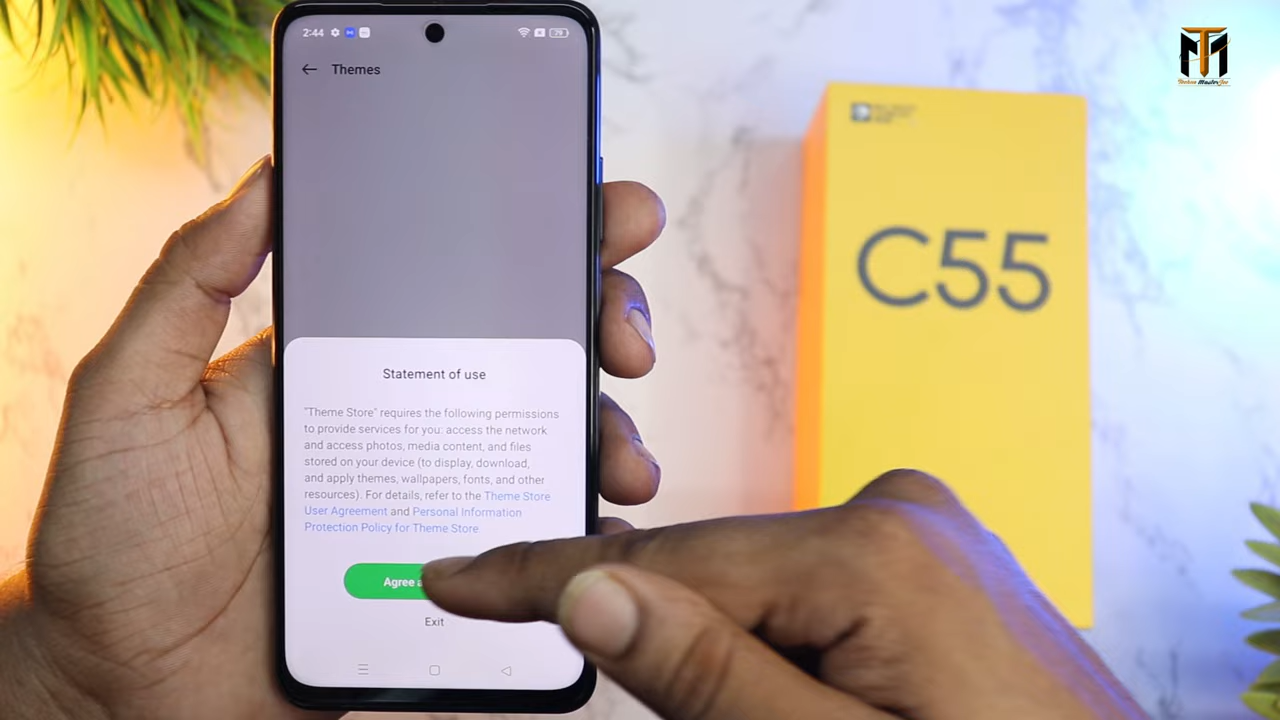 2:44
79
Themes
Statement of use
"Theme Store" requires the following permissions
to provide services for you: access the network
and access photos, media content, and files
stored on your device (to display, download,
and apply themes, wallpapers, fonts, and other
resources). For details, refer to the Theme Store
User Agreement and Personal Information
Protection Policy for Theme Store.
Agree a
Exit
C55